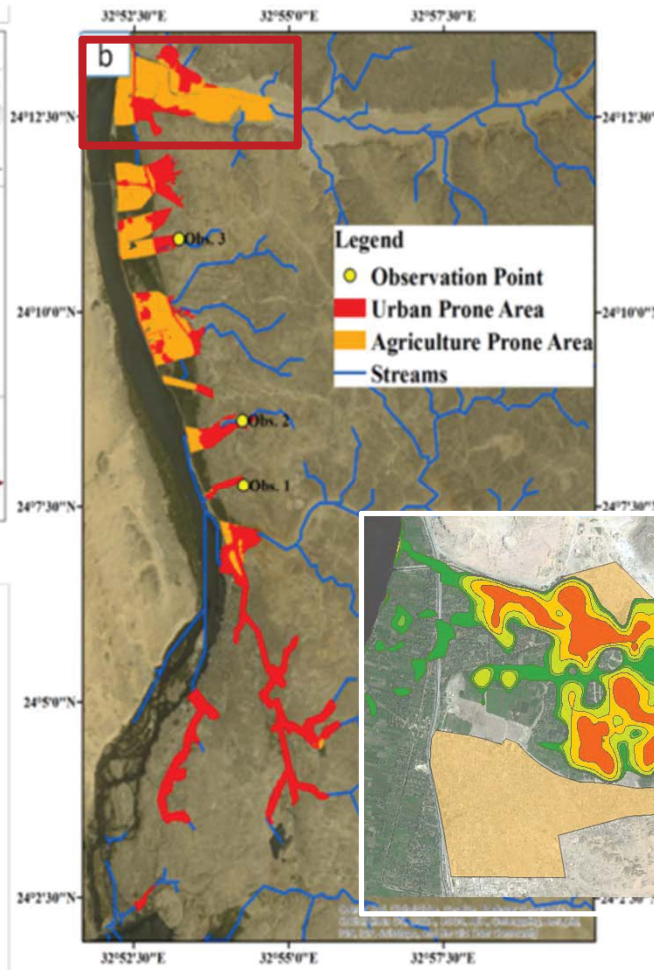 32°52'30"E 32°55'0"E 32°57'30"E
b
24°12'30"N 24°12'30"N
Obs. 3
Legend
Observation Point
Urban Prone Area
Agriculture Prone Area
Streams
24°10'0"N 24°10'0"N
Obs. 2
Obs. 1
24°7'30"N 24°7'30"N
24°5'0"N
24°2'30"N
32°52'30"E 32°55'0"E 32°57'30"E